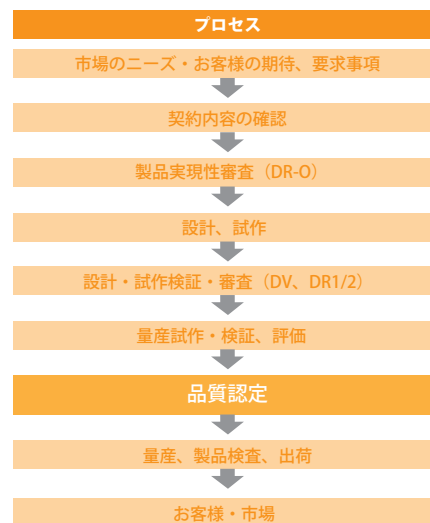 プロセス
市場のニーズ・お客様の期待、要求事項
契約内容の確認
製品実現性審査（DR-O）
設計、試作
設計・試作検証・審査（DV、DR1/2）
量産試作・検証、評価
品質認定
量産、製品検査、出荷
お客様・市場